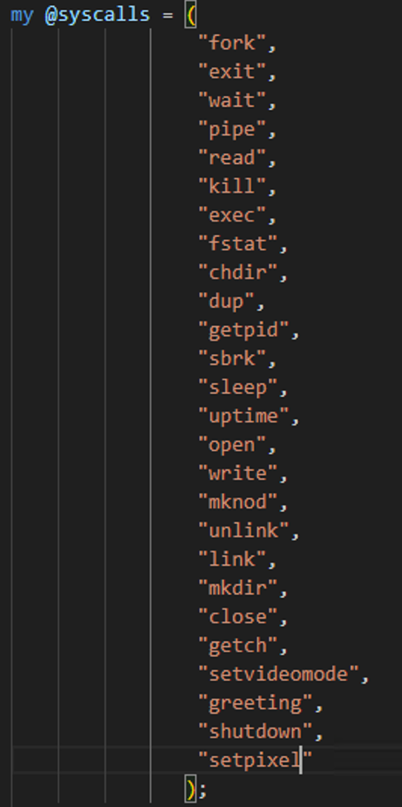 my @syscalls = (
"fork",
"exit",
"wait",
"pipe",
"read",
"kill",
"exec",
"fstat",
"chdir",
"dup",
"getpid",
"sbrk",
"sleep",
"uptime",
"open",
"write",
"mknod",
"unlink",
"link",
"mkdir",
"close",
"getch",
"setvideomode",
"greeting",
"shutdown",
"setpixel"
);